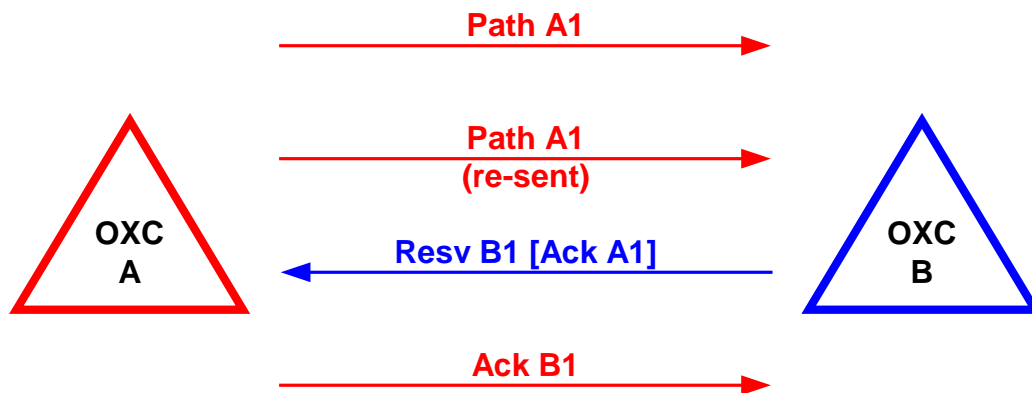 Path A1
Path A1
(re-sent)
OXC
A
Resv B1 [Ack A1]
OXC
B
Ack B1